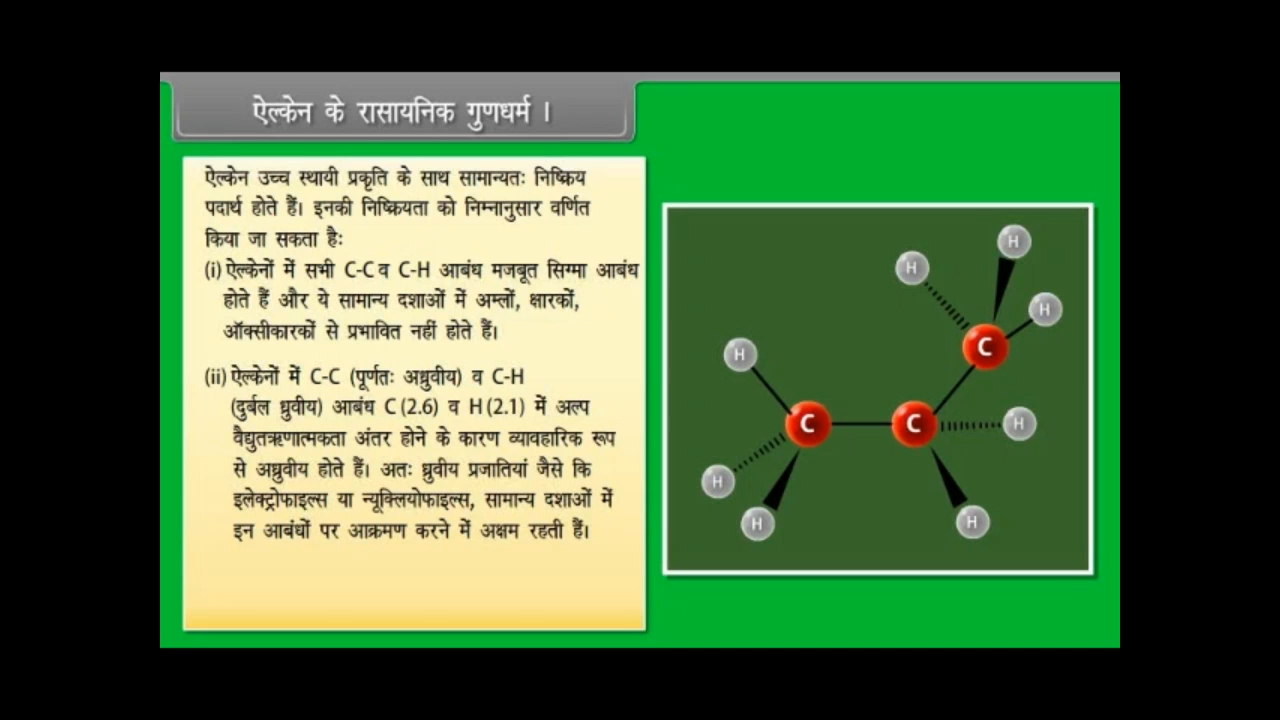 ऐल्केन के रासायनिक गुणधर्म ।
ऐल्केन उच्च स्थायी प्रकृति के साथ सामान्यतः निष्क्रिय
पदार्थ होते हैं। इनकी निष्क्रियता को निम्नानुसार वर्णित
किया जा सकता हैः
(i) ऐल्केनों में सभी C-C व C-H आबंध मजबूत सिग्मा आबंध
होते हैं और ये सामान्य दशाओं में अम्लों, क्षारकों,
ऑक्सीकारकों से प्रभावित नहीं होते हैं।
(ii) ऐल्केनों में C-C (पूर्णतः अध्रुवीय) व C-H
(दुर्बल ध्रुवीय) आबंध C (2.6) व H (2.1) में अल्प
वैद्युतऋणात्मकता अंतर होने के कारण व्यावहारिक रूप
से अध्रुवीय होते हैं। अतः ध्रुवीय प्रजातियां जैसे कि
इलेक्ट्रोफाइल्स या न्यूक्लियोफाइल्स, सामान्य दशाओं में
इन आबंधों पर आक्रमण करने में अक्षम रहती हैं।
H
H
H
C
H
C
C
H
H
H
H